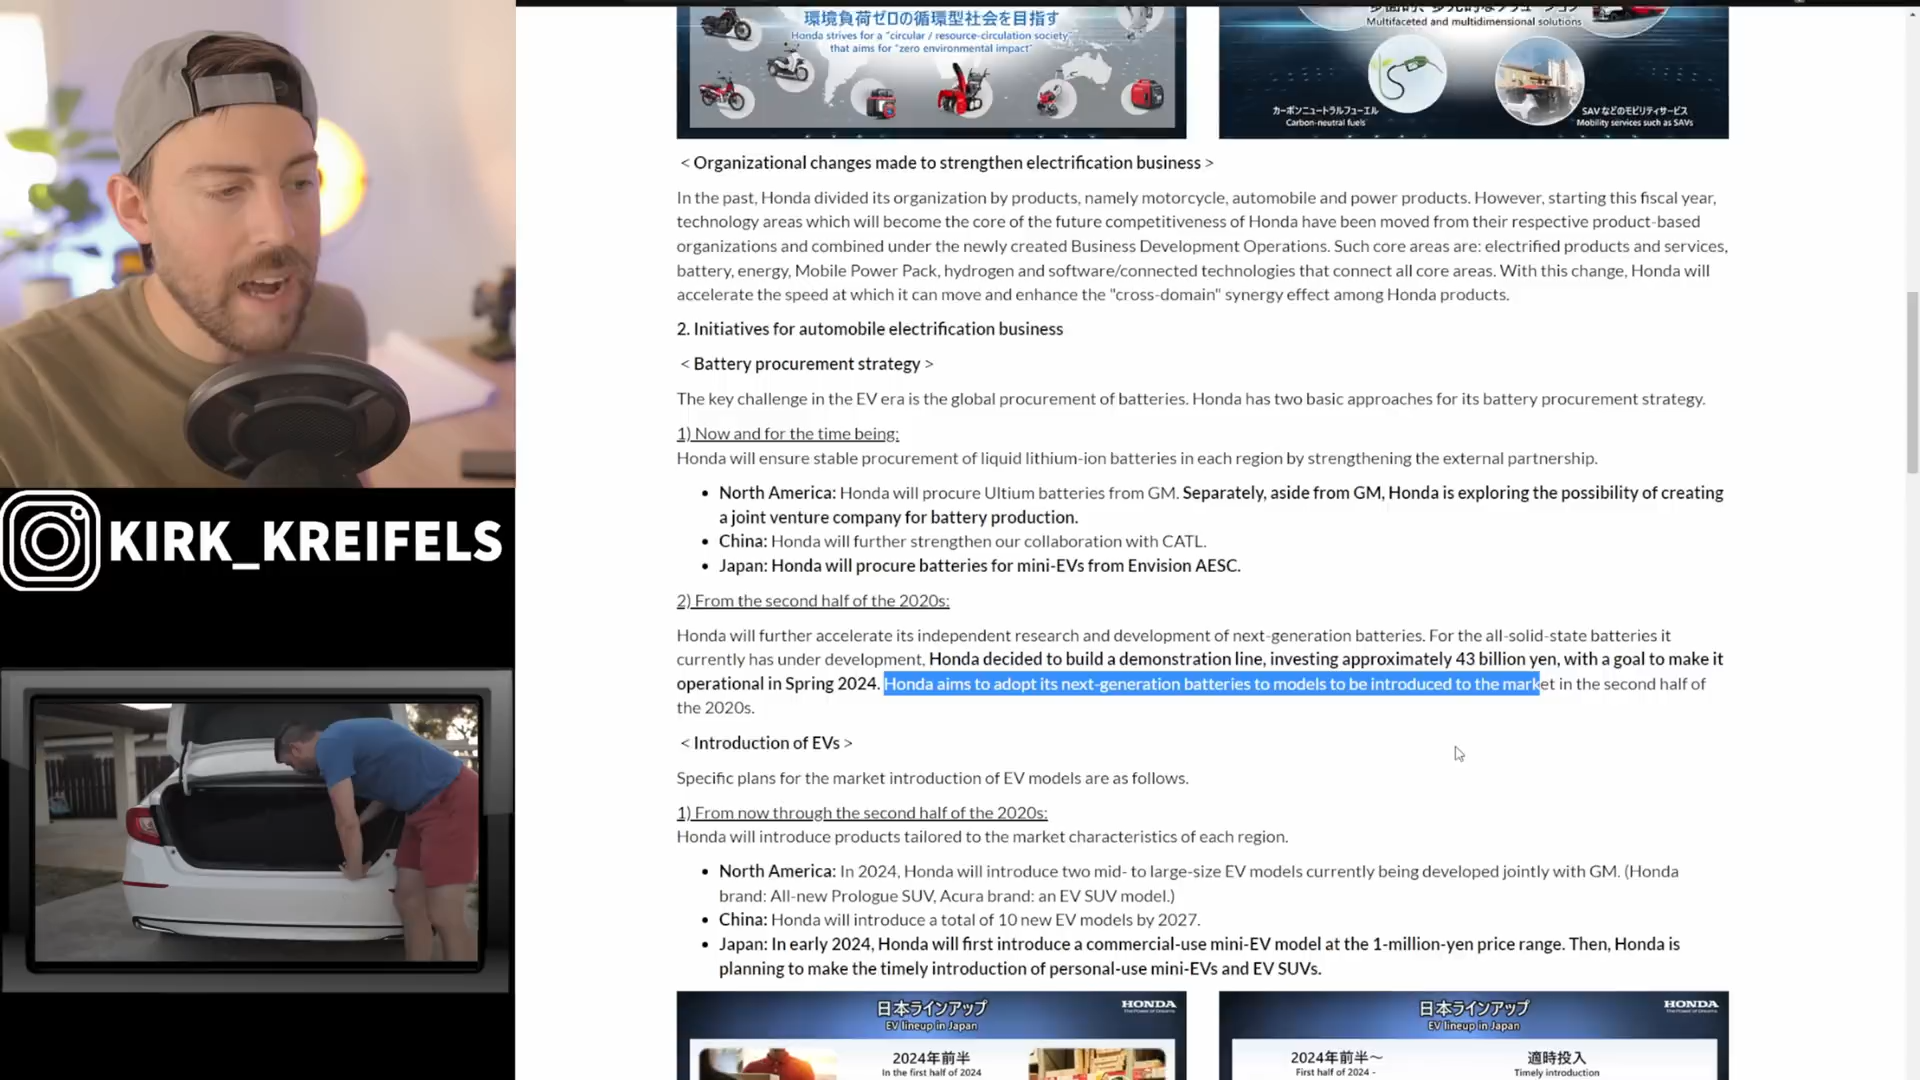 環境負荷ゼロの循環型社会を目指す
Honda strives for a "circular / resource-circulation society"
that aims for "zero environmental impact"
Multifaceted and multidimensional solutions
カーボンニュートラルフューエル
Carbon-neutral fuels
SAVなどのモビリティサービス
Mobility services such as SAVs
< Organizational changes made to strengthen electrification business >
In the past, Honda divided its organization by products, namely motorcycle, automobile and power products. However, starting this fiscal year,
technology areas which will become the core of the future competitiveness of Honda have been moved from their respective product-based
organizations and combined under the newly created Business Development Operations. Such core areas are: electrified products and services,
battery, energy, Mobile Power Pack, hydrogen and software/connected technologies that connect all core areas. With this change, Honda will
accelerate the speed at which it can move and enhance the "cross-domain" synergy effect among Honda products.
2. Initiatives for automobile electrification business
< Battery procurement strategy >
The key challenge in the EV era is the global procurement of batteries. Honda has two basic approaches for its battery procurement strategy.
1) Now and for the time being:
Honda will ensure stable procurement of liquid lithium-ion batteries in each region by strengthening the external partnership.
• North America: Honda will procure Ultium batteries from GM. Separately, aside from GM, Honda is exploring the possibility of creating
a joint venture company for battery production.
• China: Honda will further strengthen our collaboration with CATL.
• Japan: Honda will procure batteries for mini-EVs from Envision AESC.
2) From the second half of the 2020s:
Honda will further accelerate its independent research and development of next-generation batteries. For the all-solid-state batteries it
currently has under development, Honda decided to build a demonstration line, investing approximately 43 billion yen, with a goal to make it
operational in Spring 2024. Honda aims to adopt its next-generation batteries to models to be introduced to the market in the second half of
the 2020s.
< Introduction of EVs >
Specific plans for the market introduction of EV models are as follows.
1) From now through the second half of the 2020s:
Honda will introduce products tailored to the market characteristics of each region.
• North America: In 2024, Honda will introduce two mid- to large-size EV models currently being developed jointly with GM. (Honda
brand: All-new Prologue SUV, Acura brand: an EV SUV model.)
• China: Honda will introduce a total of 10 new EV models by 2027.
• Japan: In early 2024, Honda will first introduce a commercial-use mini-EV model at the 1-million-yen price range. Then, Honda is
planning to make the timely introduction of personal-use mini-EVs and EV SUVs.
日本ラインアップ
EV lineup in Japan
HONDA
The Power of Dreams
2024年前半
In the first half of 2024
日本ラインアップ
EV lineup in Japan
HONDA
The Power of Dreams
2024年前半～
First half of 2024 -
適時投入
Timely introduction
KIRK_KREIFELS